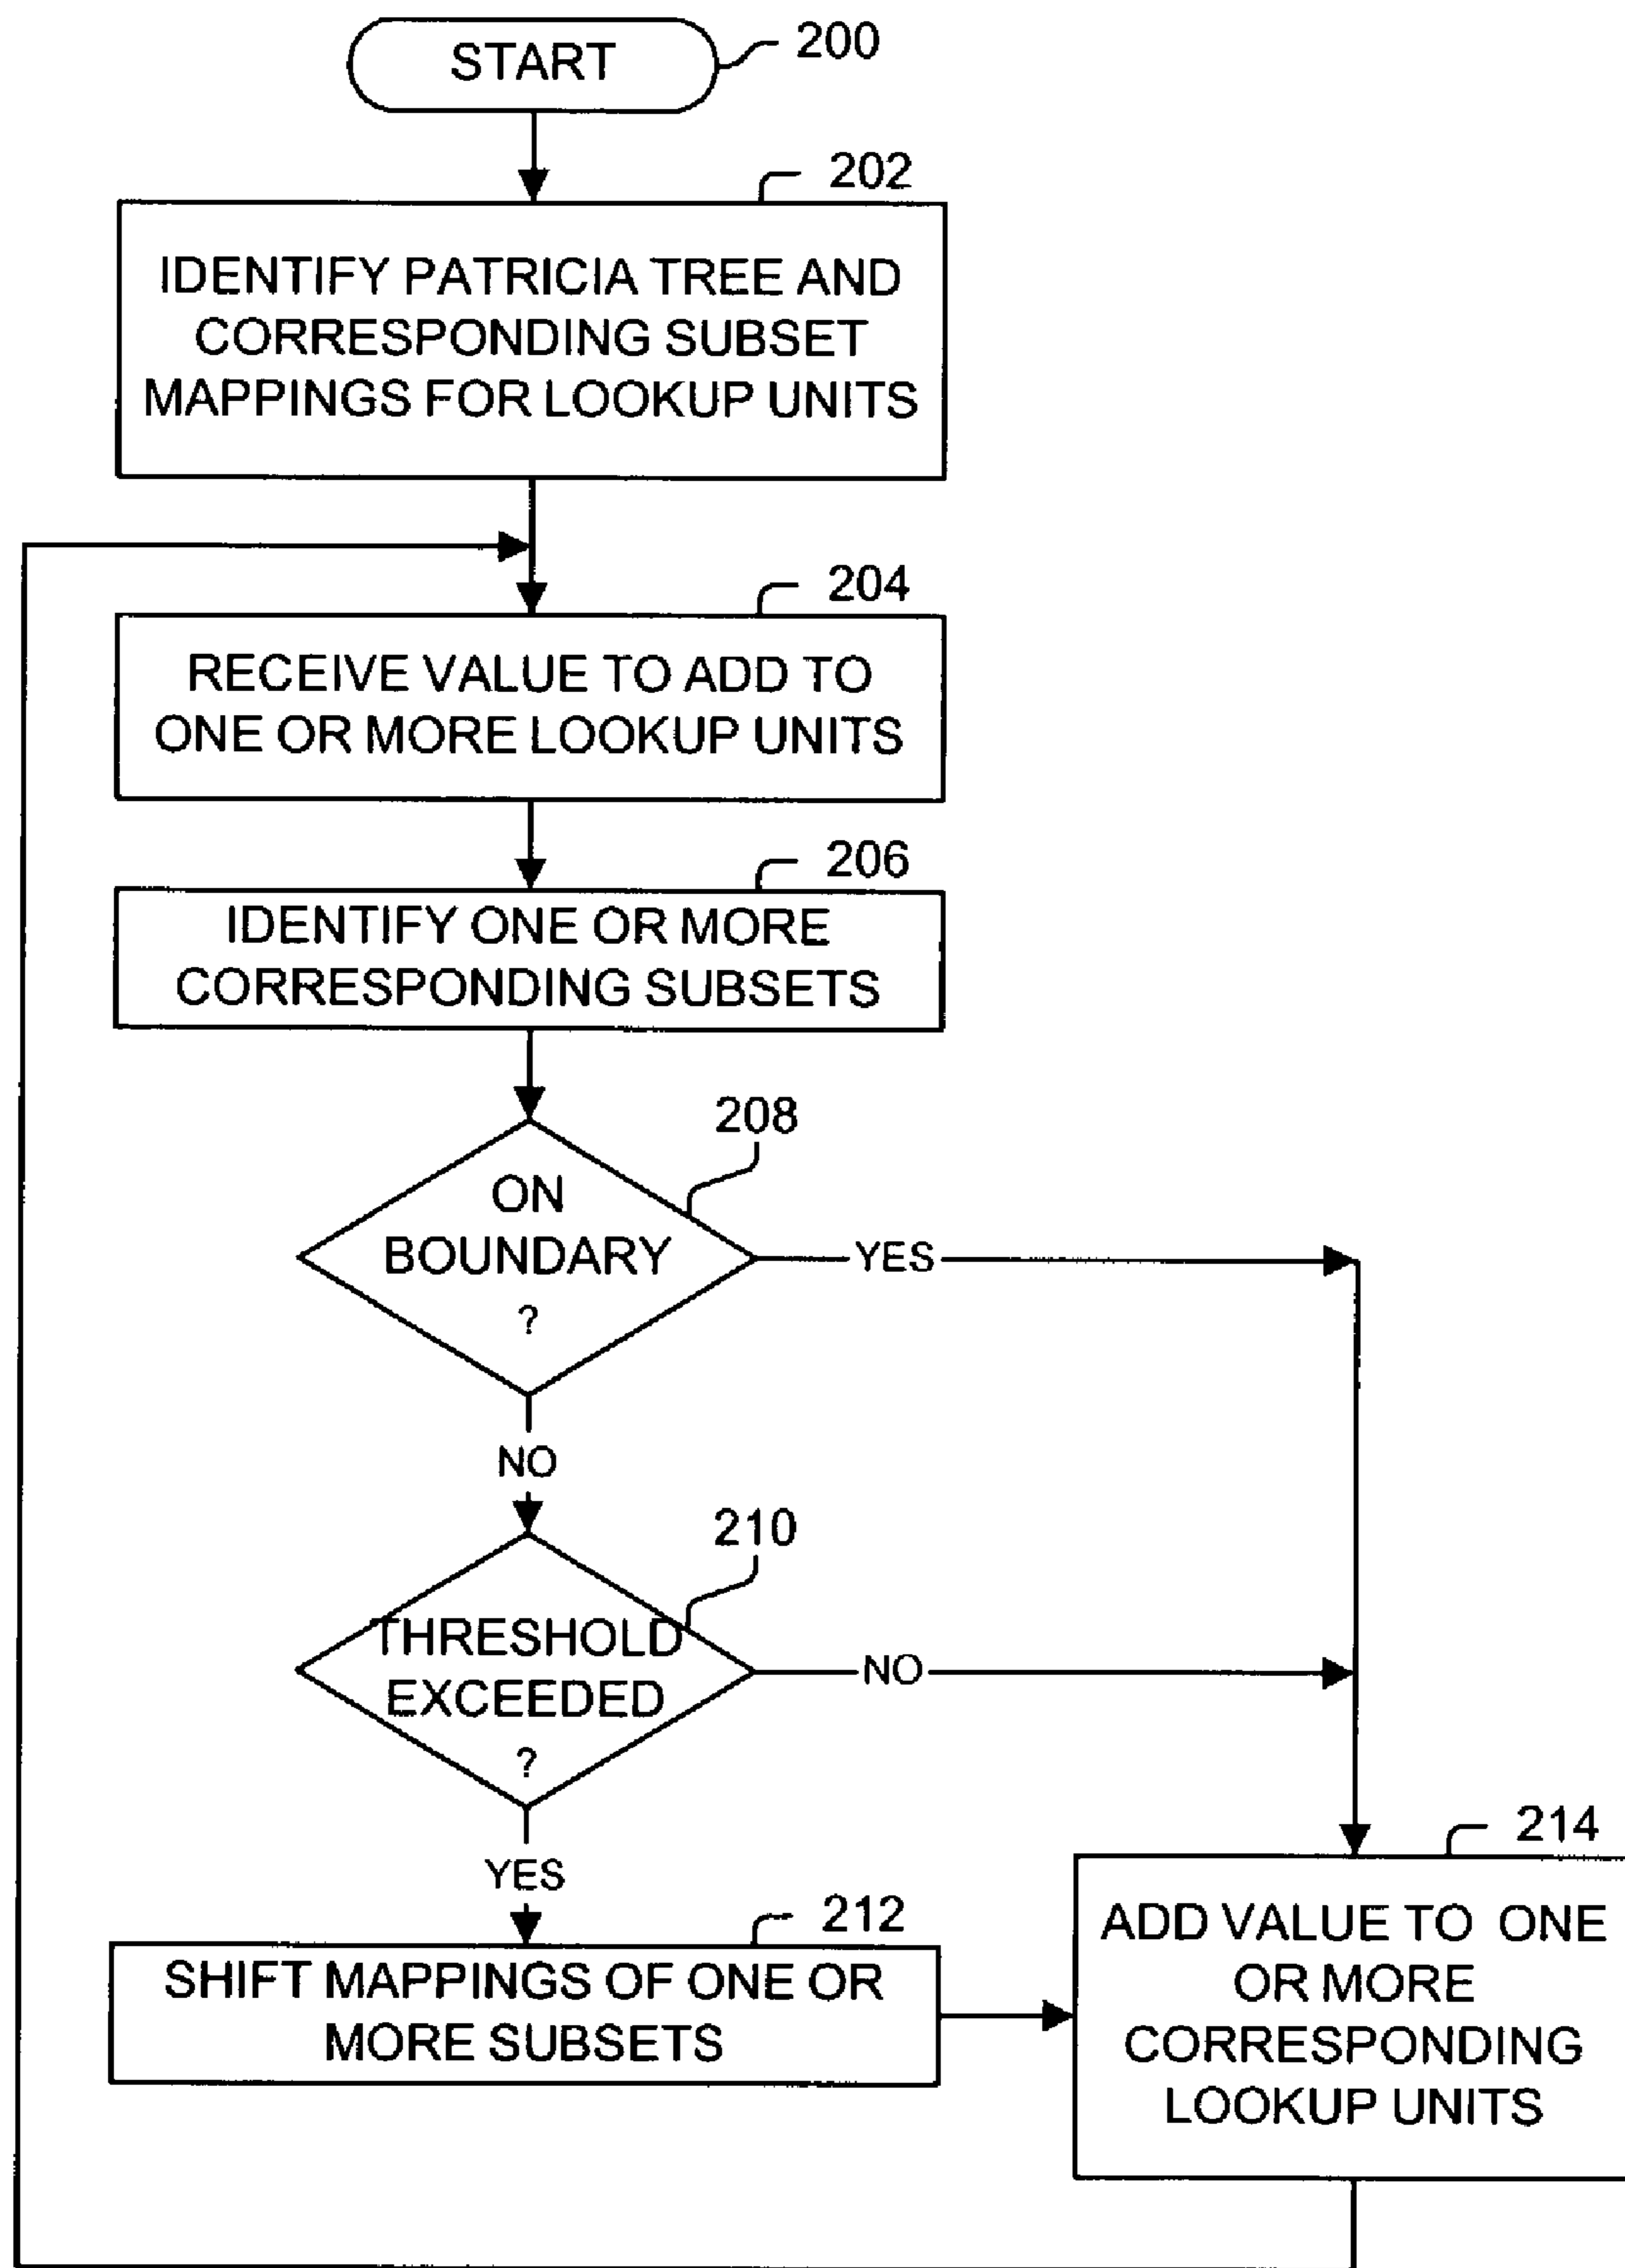 START
200
202
IDENTIFY PATRICIA TREE AND
CORRESPONDING SUBSET
MAPPINGS FOR LOOKUP UNITS
204
RECEIVE VALUE TO ADD TO
ONE OR MORE LOOKUP UNITS
206
IDENTIFY ONE OR MORE
CORRESPONDING SUBSETS
208
ON
BOUNDARY
?
YES
NO
210
THRESHOLD
EXCEEDED
?
NO
YES
212
SHIFT MAPPINGS OF ONE OR
MORE SUBSETS
214
ADD VALUE TO ONE
OR MORE
CORRESPONDING
LOOKUP UNITS